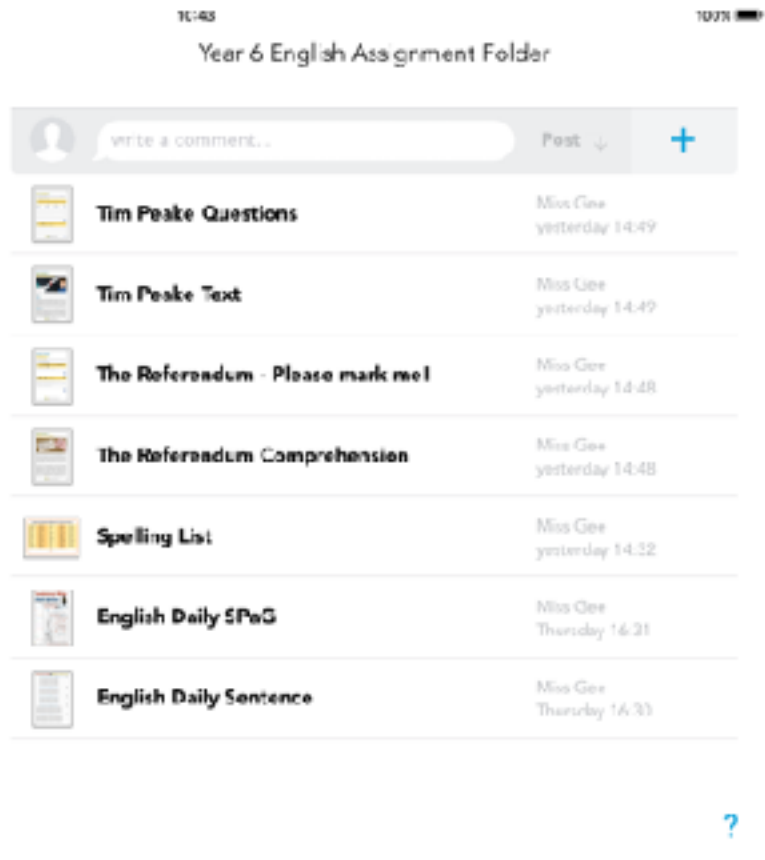 10:43
100%
Year 6 English Assignment Folder
write a comment...
Post
Tim Peake Questions
Miss Gee
yesterday 14:49
Tim Peake Text
Miss Gee
yesterday 14:49
The Referendum - Please mark me!
Miss Gee
yesterday 14:48
The Referendum Comprehension
Miss Gee
yesterday 14:48
Spelling List
Miss Gee
yesterday 14:32
English Daily SPaG
Miss Gee
Thursday 16:31
English Daily Sentence
Miss Gee
Thursday 16:30
?